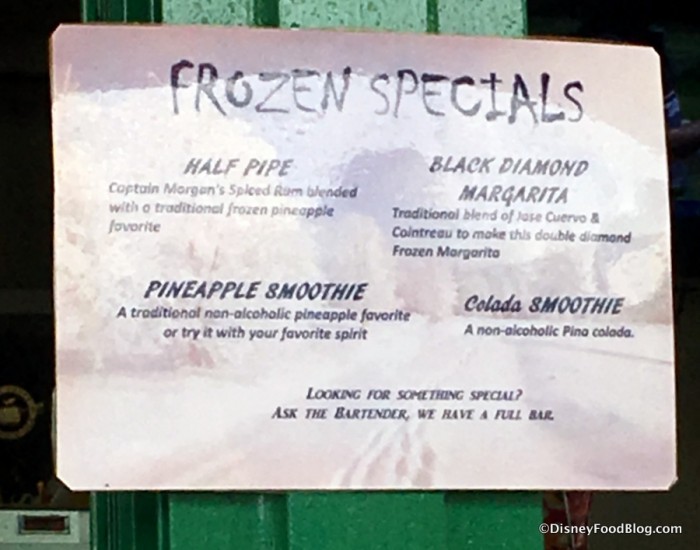 FROZEN SPECIALS
HALF PIPE
Captain Morgan's Spiced Rum blended
with a traditional frozen pineapple
favorite
BLACK DIAMOND
MARGARITA
Traditional blend of Jose Cuervo &
Cointreau to make this double diamond
Frozen Margarita
PINEAPPLE SMOOTHIE
A traditional non-alcoholic pineapple favorite
or try it with your favorite spirit
Colada SMOOTHIE
A non-alcoholic Pina colada.
LOOKING FOR SOMETHING SPECIAL?
ASK THE BARTENDER, WE HAVE A FULL BAR.
©DisneyFoodBlog.com